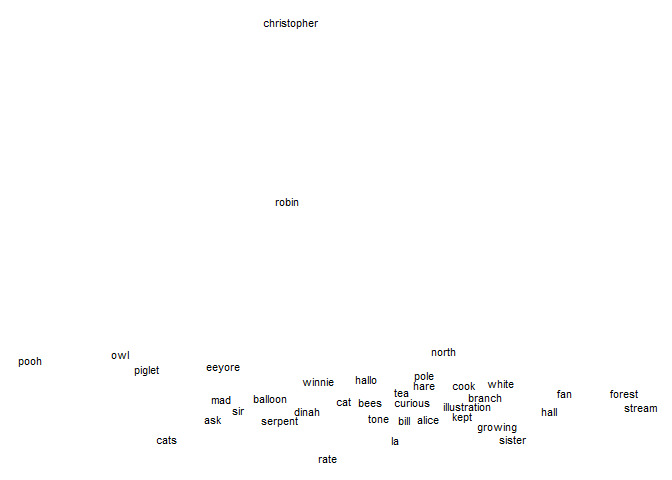 christopher
robin
north
owl
pooh
eeyore
piglet
pole
hallo
winnie
hare
cook
white
tea
fan
forest
branch
balloon
mad
cat
bees
curious
illustration
stream
sir
dinah
hall
kept
ask
serpent
tone
bill
alice
growing
cats
la
sister
rate